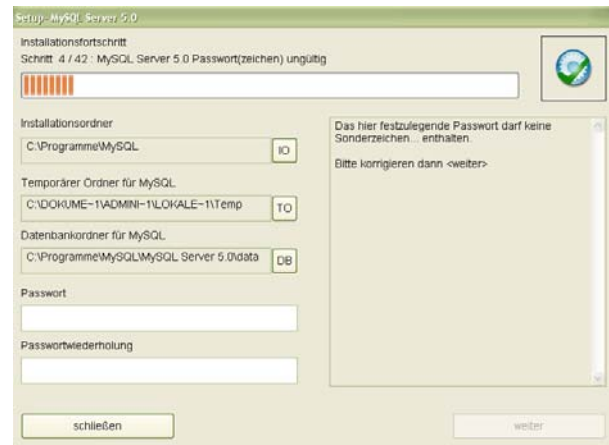 Setup-MySQL Server 5.0
Installationsfortschritt
Schritt 4 / 42 : MySQL Server 5.0 Passwort(zeichen) ungültig
Installationsordner
C:\Programme\MySQL
IO
Temporärer Ordner für MySQL
C:\DOKUME~1\ADMINI~1\LOKALE~1\Temp
TO
Datenbankordner für MySQL
C:\Programme\MySQL\MySQL Server 5.0\data
DB
Passwort
Passwortwiederholung
Das hier festzulegende Passwort darf keine
Sonderzeichen... enthalten.
Bitte korrigieren dann <weiter>
schließen
weiter